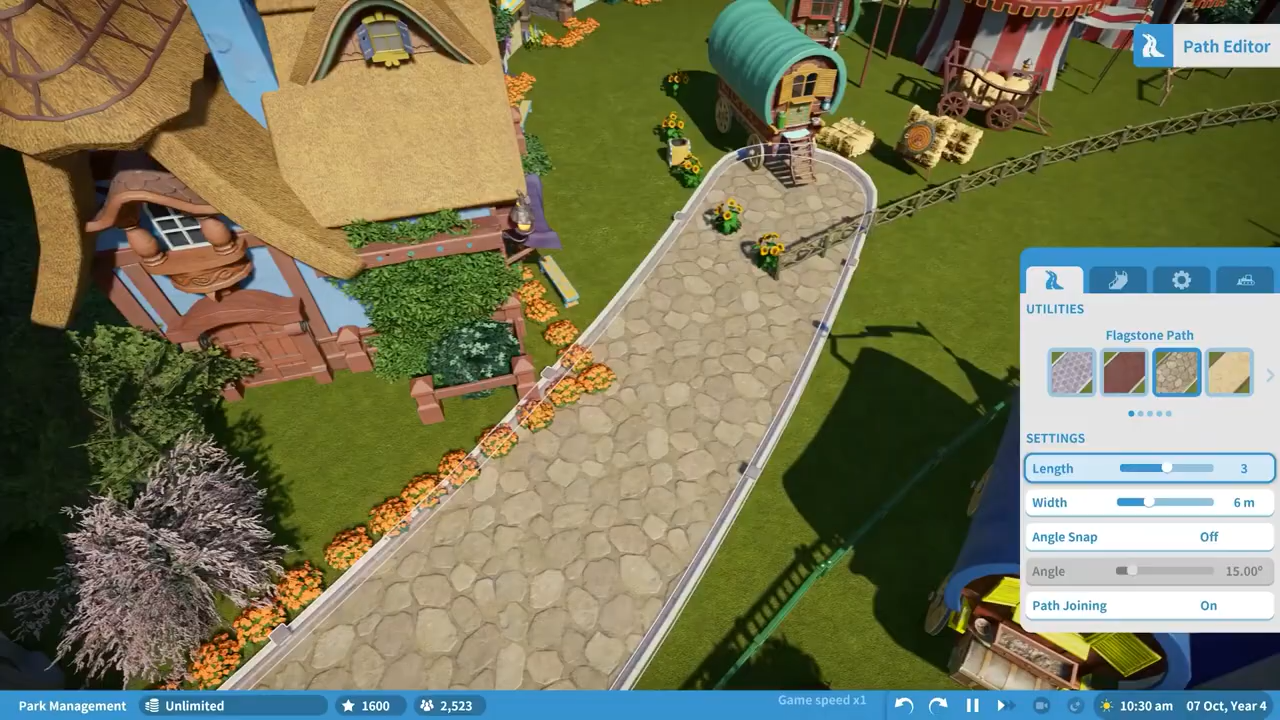 Path Editor
UTILITIES
Flagstone Path
SETTINGS
Length 3
Width 6 m
Angle Snap Off
Angle 15.00°
Path Joining On
Park Management Unlimited 1600 2,523 Game speed x1 10:30 am 07 Oct, Year 4